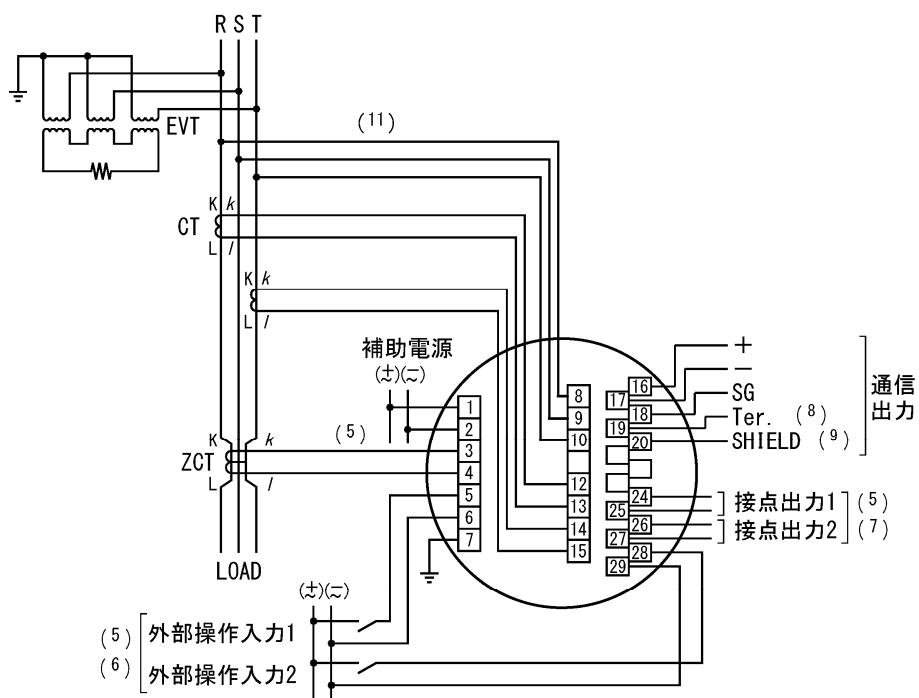 R S T
EVT
(11)
K k
CT
L l
K k
L l
補助電源
(±)(−)
1
2
3
4
5
6
7
8
9
10
12
13
14
15
16
17
18
19
20
24
25
26
27
28
29
+
−
SG
Ter. (8)
SHIELD (9)
通信
出力
接点出力1 (5)
接点出力2 (7)
(5)
K k
ZCT
L l
LOAD
(±)(−)
(5) 外部操作入力1
(6) 外部操作入力2